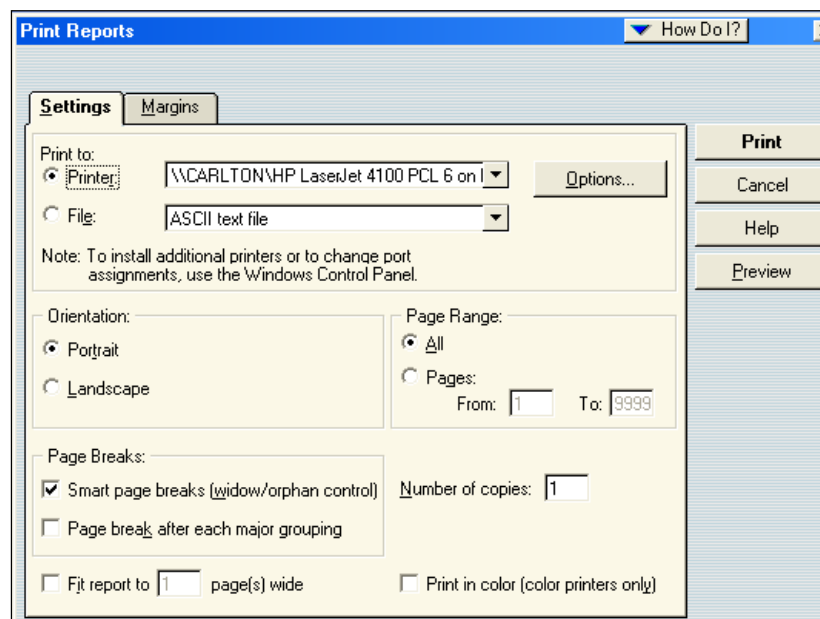 Print Reports
How Do I?
Settings
Margins
Print to:
Printer:
\\CARLTON\HP LaserJet 4100 PCL 6 on
Options...
File:
ASCII text file
Note: To install additional printers or to change port
assignments, use the Windows Control Panel.
Print
Cancel
Help
Preview
Orientation:
Portrait
Landscape
Page Range:
All
Pages:
From: 1 To: 9999
Page Breaks:
Smart page breaks (widow/orphan control)
Page break after each major grouping
Number of copies: 1
Fit report to 1 page(s) wide
Print in color (color printers only)